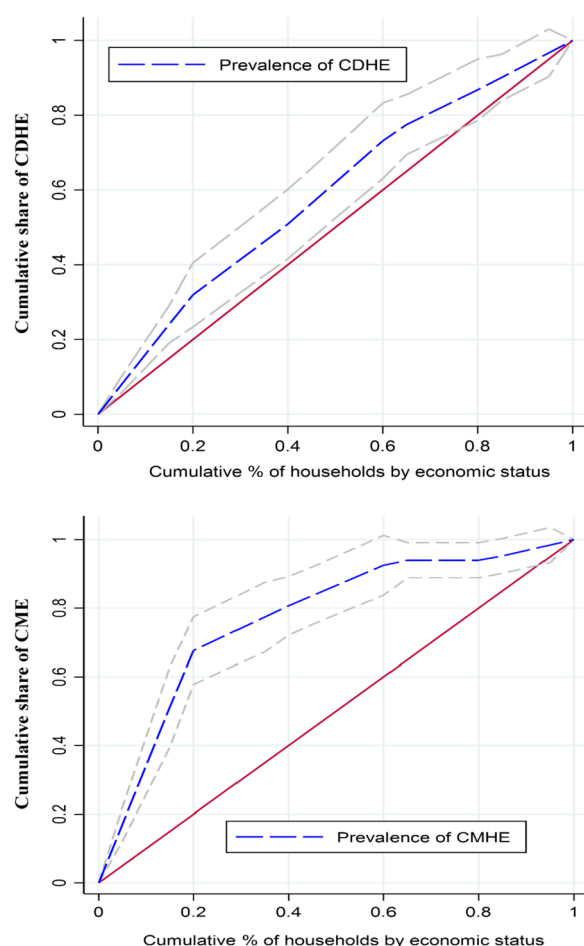 Prevalence of CDHE
Cumulative share of CDHE
1
0.8
0.6
0.4
0.2
0
0 0.2 0.4 0.6 0.8 1
Cumulative % of households by economic status
Cumulative share of CME
1
0.8
0.6
0.4
0.2
0
Prevalence of CMHE
0 0.2 0.4 0.6 0.8 1
Cumulative % of households by economic status